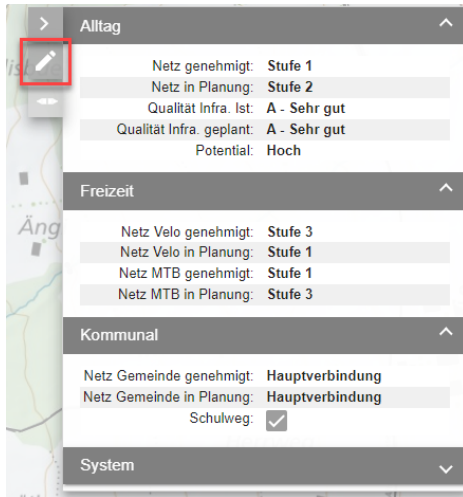 Alltag
Netz genehmigt: Stufe 1
Netz in Planung: Stufe 2
Qualität Infra. Ist: A - Sehr gut
Qualität Infra. geplant: A - Sehr gut
Potential: Hoch
Freizeit
Netz Velo genehmigt: Stufe 3
Netz Velo in Planung: Stufe 1
Netz MTB genehmigt: Stufe 1
Netz MTB in Planung: Stufe 3
Äng
Kommunal
Netz Gemeinde genehmigt: Hauptverbindung
Netz Gemeinde in Planung: Hauptverbindung
Schulweg:
System